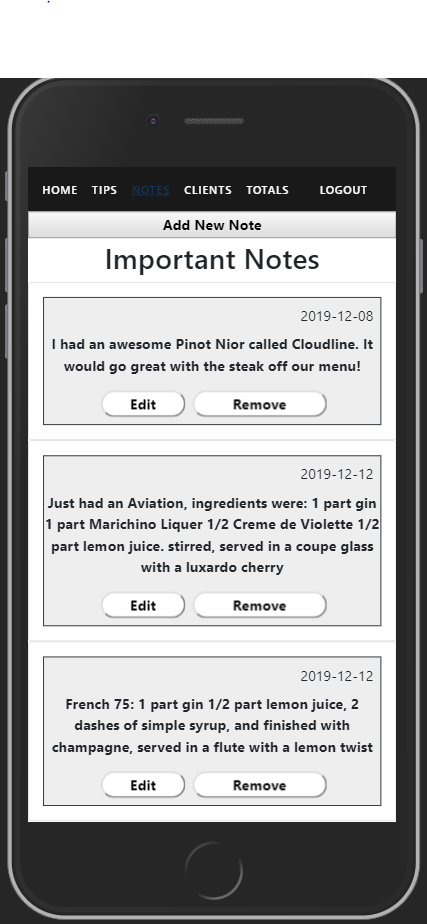 HOME TIPS NOTES CLIENTS TOTALS LOGOUT
Add New Note
Important Notes
2019-12-08
I had an awesome Pinot Nior called Cloudline. It
would go great with the steak off our menu!
Edit Remove
2019-12-12
Just had an Aviation, ingredients were: 1 part gin
1 part Marichino Liquer 1/2 Creme de Violette 1/2
part lemon juice. stirred, served in a coupe glass
with a luxardo cherry
Edit Remove
2019-12-12
French 75: 1 part gin 1/2 part lemon juice, 2
dashes of simple syrup, and finished with
champagne, served in a flute with a lemon twist
Edit Remove